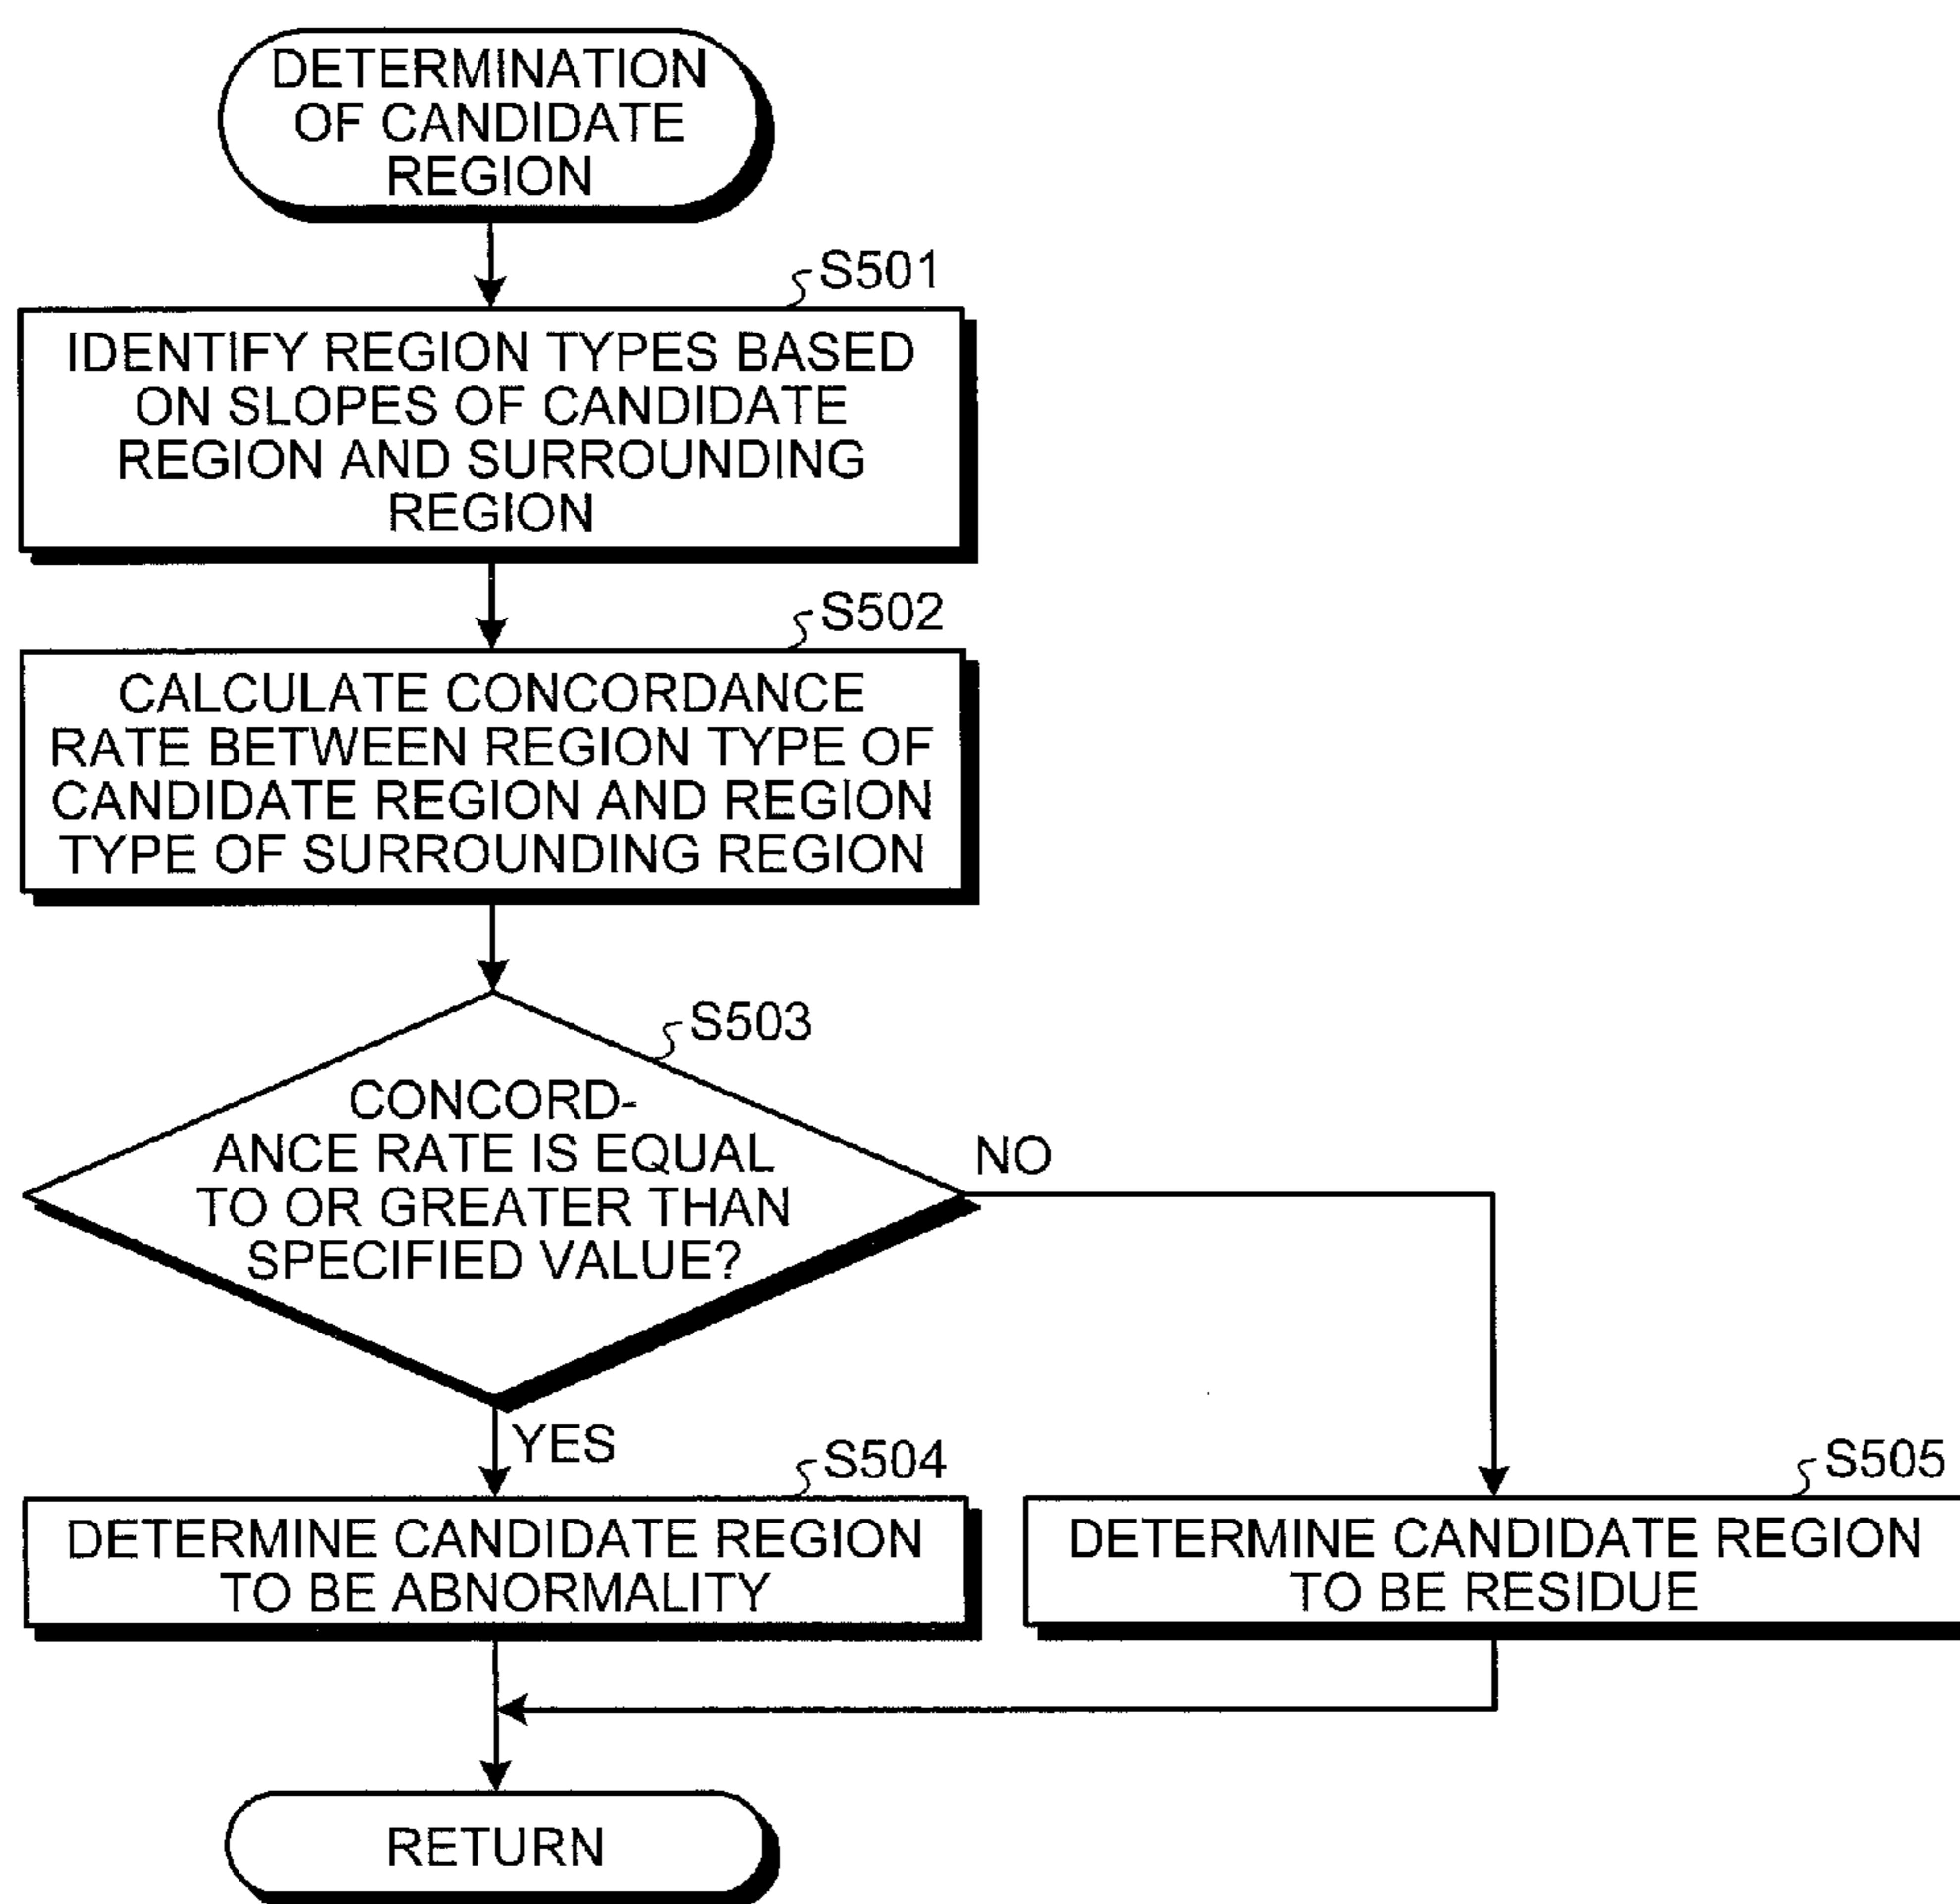 DETERMINATION
OF CANDIDATE
REGION
S501
IDENTIFY REGION TYPES BASED
ON SLOPES OF CANDIDATE
REGION AND SURROUNDING
REGION
S502
CALCULATE CONCORDANCE
RATE BETWEEN REGION TYPE OF
CANDIDATE REGION AND REGION
TYPE OF SURROUNDING REGION
S503
CONCORD-
ANCE RATE IS EQUAL
TO OR GREATER THAN
SPECIFIED VALUE?
NO
YES
S504
DETERMINE CANDIDATE REGION
TO BE ABNORMALITY
S505
DETERMINE CANDIDATE REGION
TO BE RESIDUE
RETURN